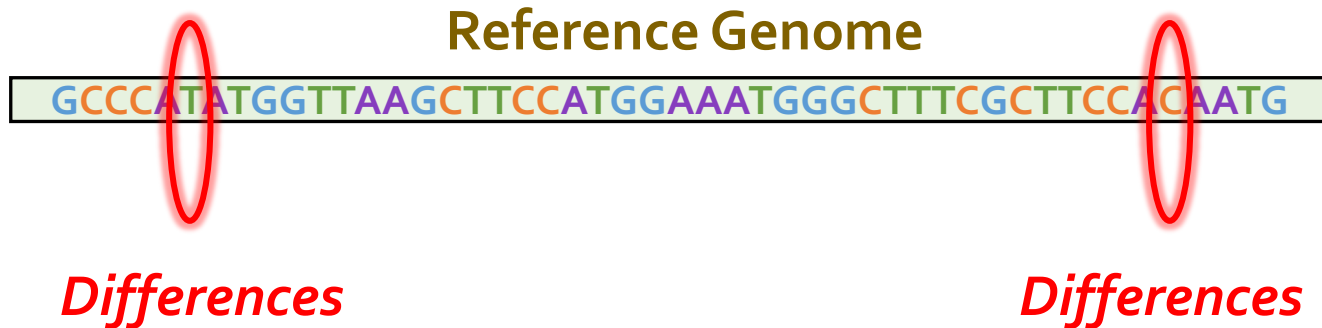 Reference Genome
GCCCATATGGTTAAGCTTCCATGGAAATGGGCTTTCGCTTCCACAATG
Differences
Differences